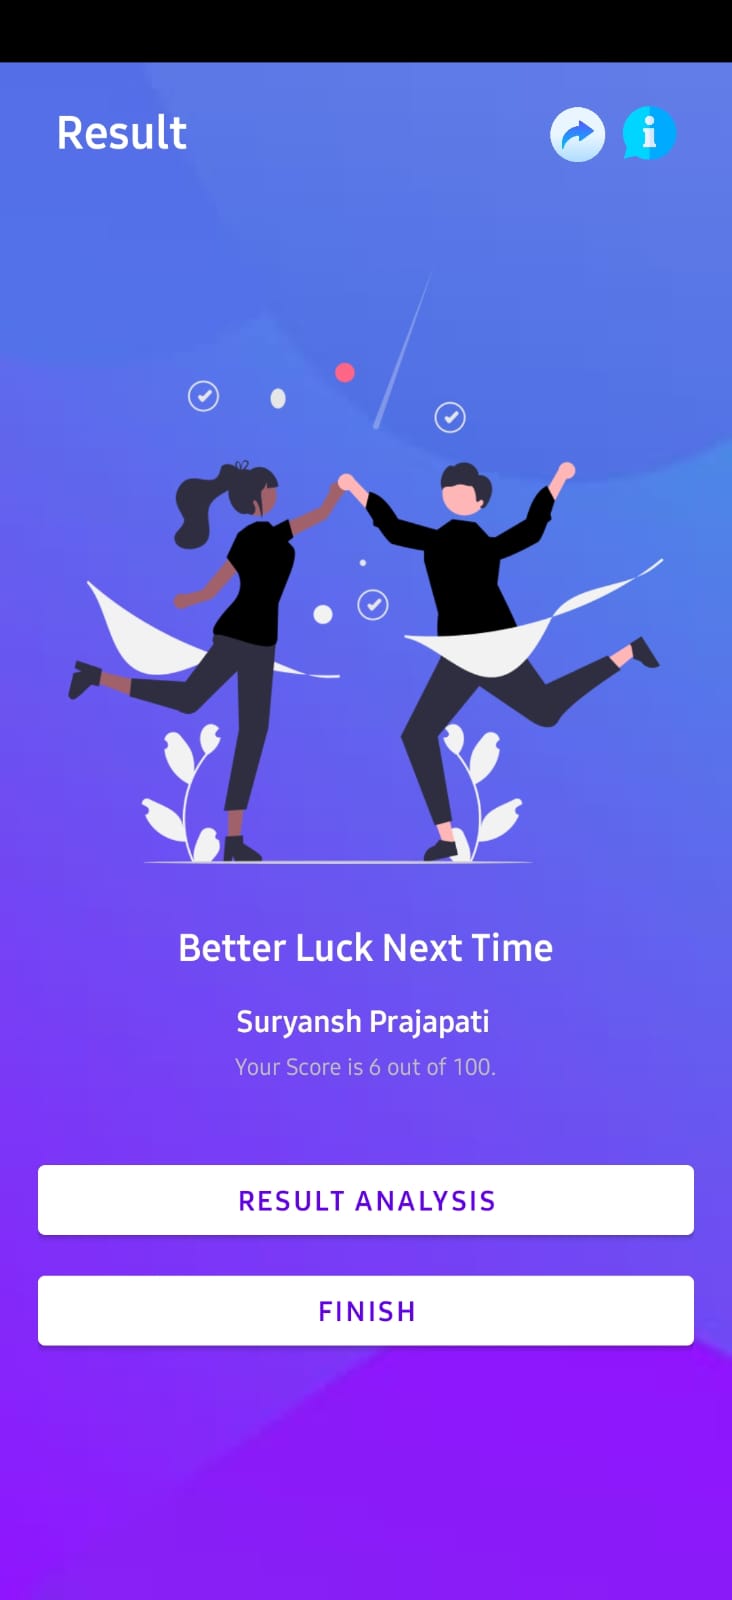 Result
Better Luck Next Time
Suryansh Prajapati
Your Score is 6 out of 100.
RESULT ANALYSIS
FINISH